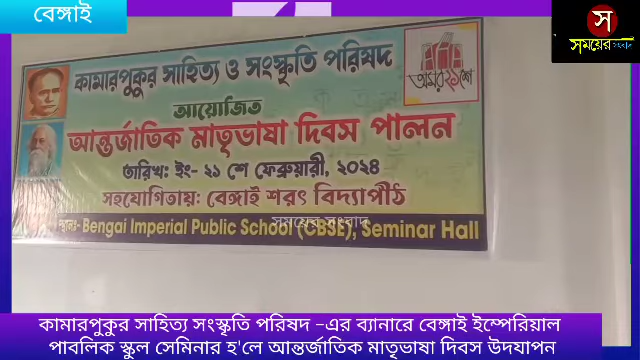 বেঙ্গাই
স
সময়ের সংবাদ
কামারপুকুর সাহিত্য ও সংস্কৃতি পরিষদ
অমর ২১শে
আয়োজিত
আন্তর্জাতিক মাতৃভাষা দিবস পালন
তারিখ: ইং- ২১ শে ফেব্রুয়ারী, ২০২৪
সহযোগিতায়: বেঙ্গাই শরৎ বিদ্যাপীঠ
সময়ের সংবাদ
স্থানঃ- Bengai Imperial Public School (CBSE), Seminar Hall
কামারপুকুর সাহিত্য সংস্কৃতি পরিষদ -এর ব্যানারে বেঙ্গাই ইম্পেরিয়াল
পাবলিক স্কুল সেমিনার হ'লে আন্তর্জাতিক মাতৃভাষা দিবস উদযাপন